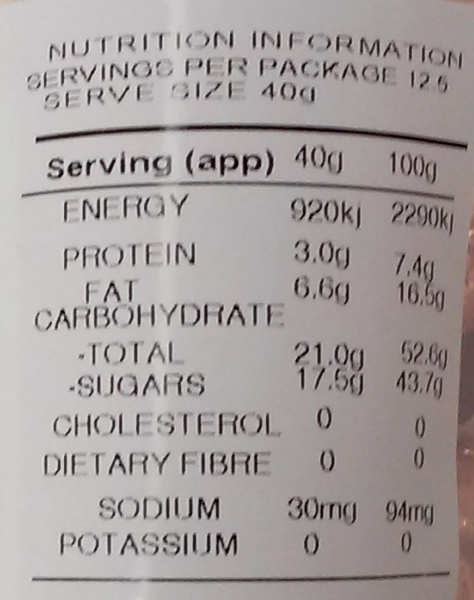 NUTRITION INFORMATION
SERVINGS PER PACKAGE 12.5
SERVE SIZE 40g
Serving (app) 40g 100g
ENERGY 920kj 2290kj
PROTEIN 3.0g 7.4g
FAT 6.6g 16.5g
CARBOHYDRATE
-TOTAL 21.0g 52.6g
-SUGARS 17.5g 43.7g
CHOLESTEROL 0 0
DIETARY FIBRE 0 0
SODIUM 30mg 94mg
POTASSIUM 0 0